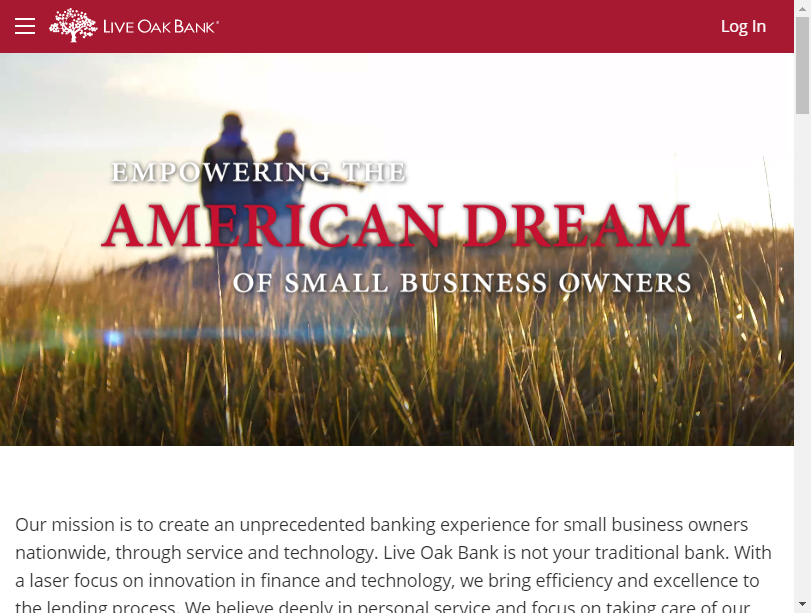 LIVE OAK BANK
Log In
EMPOWERING THE
AMERICAN DREAM
OF SMALL BUSINESS OWNERS
Our mission is to create an unprecedented banking experience for small business owners
nationwide, through service and technology. Live Oak Bank is not your traditional bank. With
a laser focus on innovation in finance and technology, we bring efficiency and excellence to
the lending process. We believe deeply in personal service and focus on taking care of our